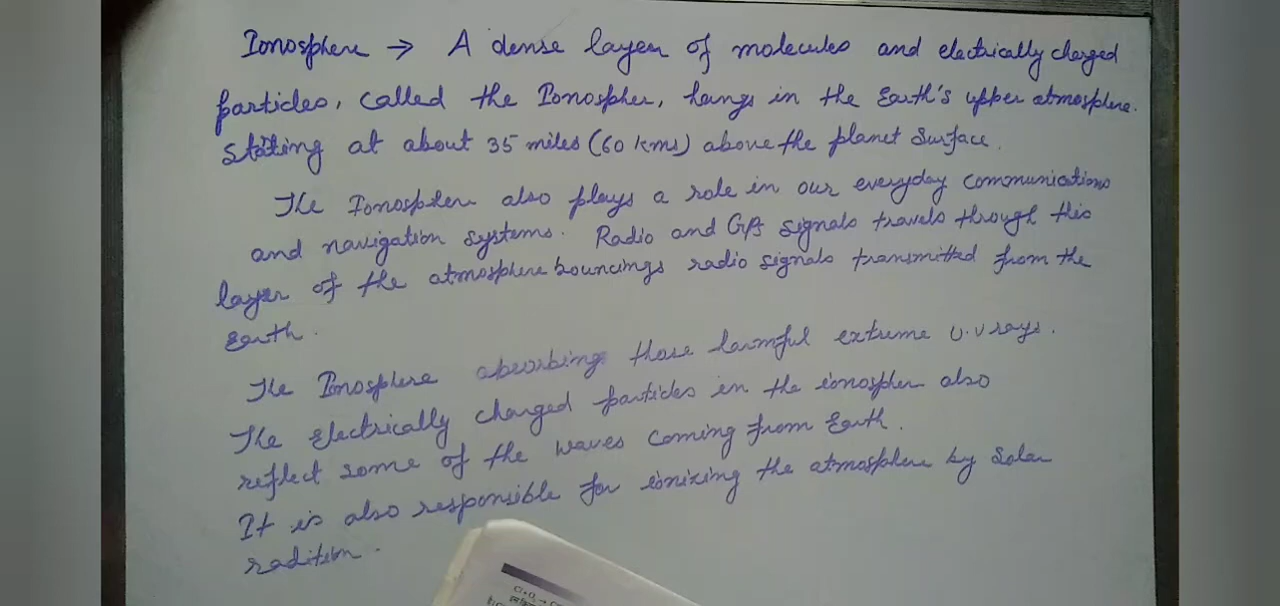 Ionosphere → A dense layer of molecules and electrically charged
particles, called the Ionospher, hangs in the Earth's upper atmosphere.
stating at about 35 miles (60 kms) above the planet surface.
The Ionosphere also plays a role in our everyday communications
and navigation systems. Radio and GPS signals travels through this
layer of the atmosphere bouncings radio signals transmitted from the
Earth.
The Ionosphere absorbing those harmful extreme U.V rays.
The electrically charged particles in the ionospher also
reflect some of the waves coming from Earth.
It is also responsible for ionizing the atmosphere by Solar
radition.